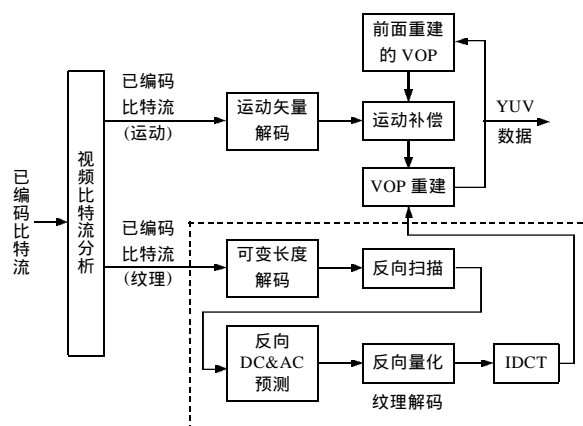 前面重建
的 VOP
已编码
比特流
(运动)
运动矢量
解码
运动补偿
YUV
数据
VOP 重建
已编码比特流
视频比特流分析
已编码
比特流
(纹理)
可变长度
解码
反向扫描
反向
DC&AC
预测
反向量化
IDCT
纹理解码